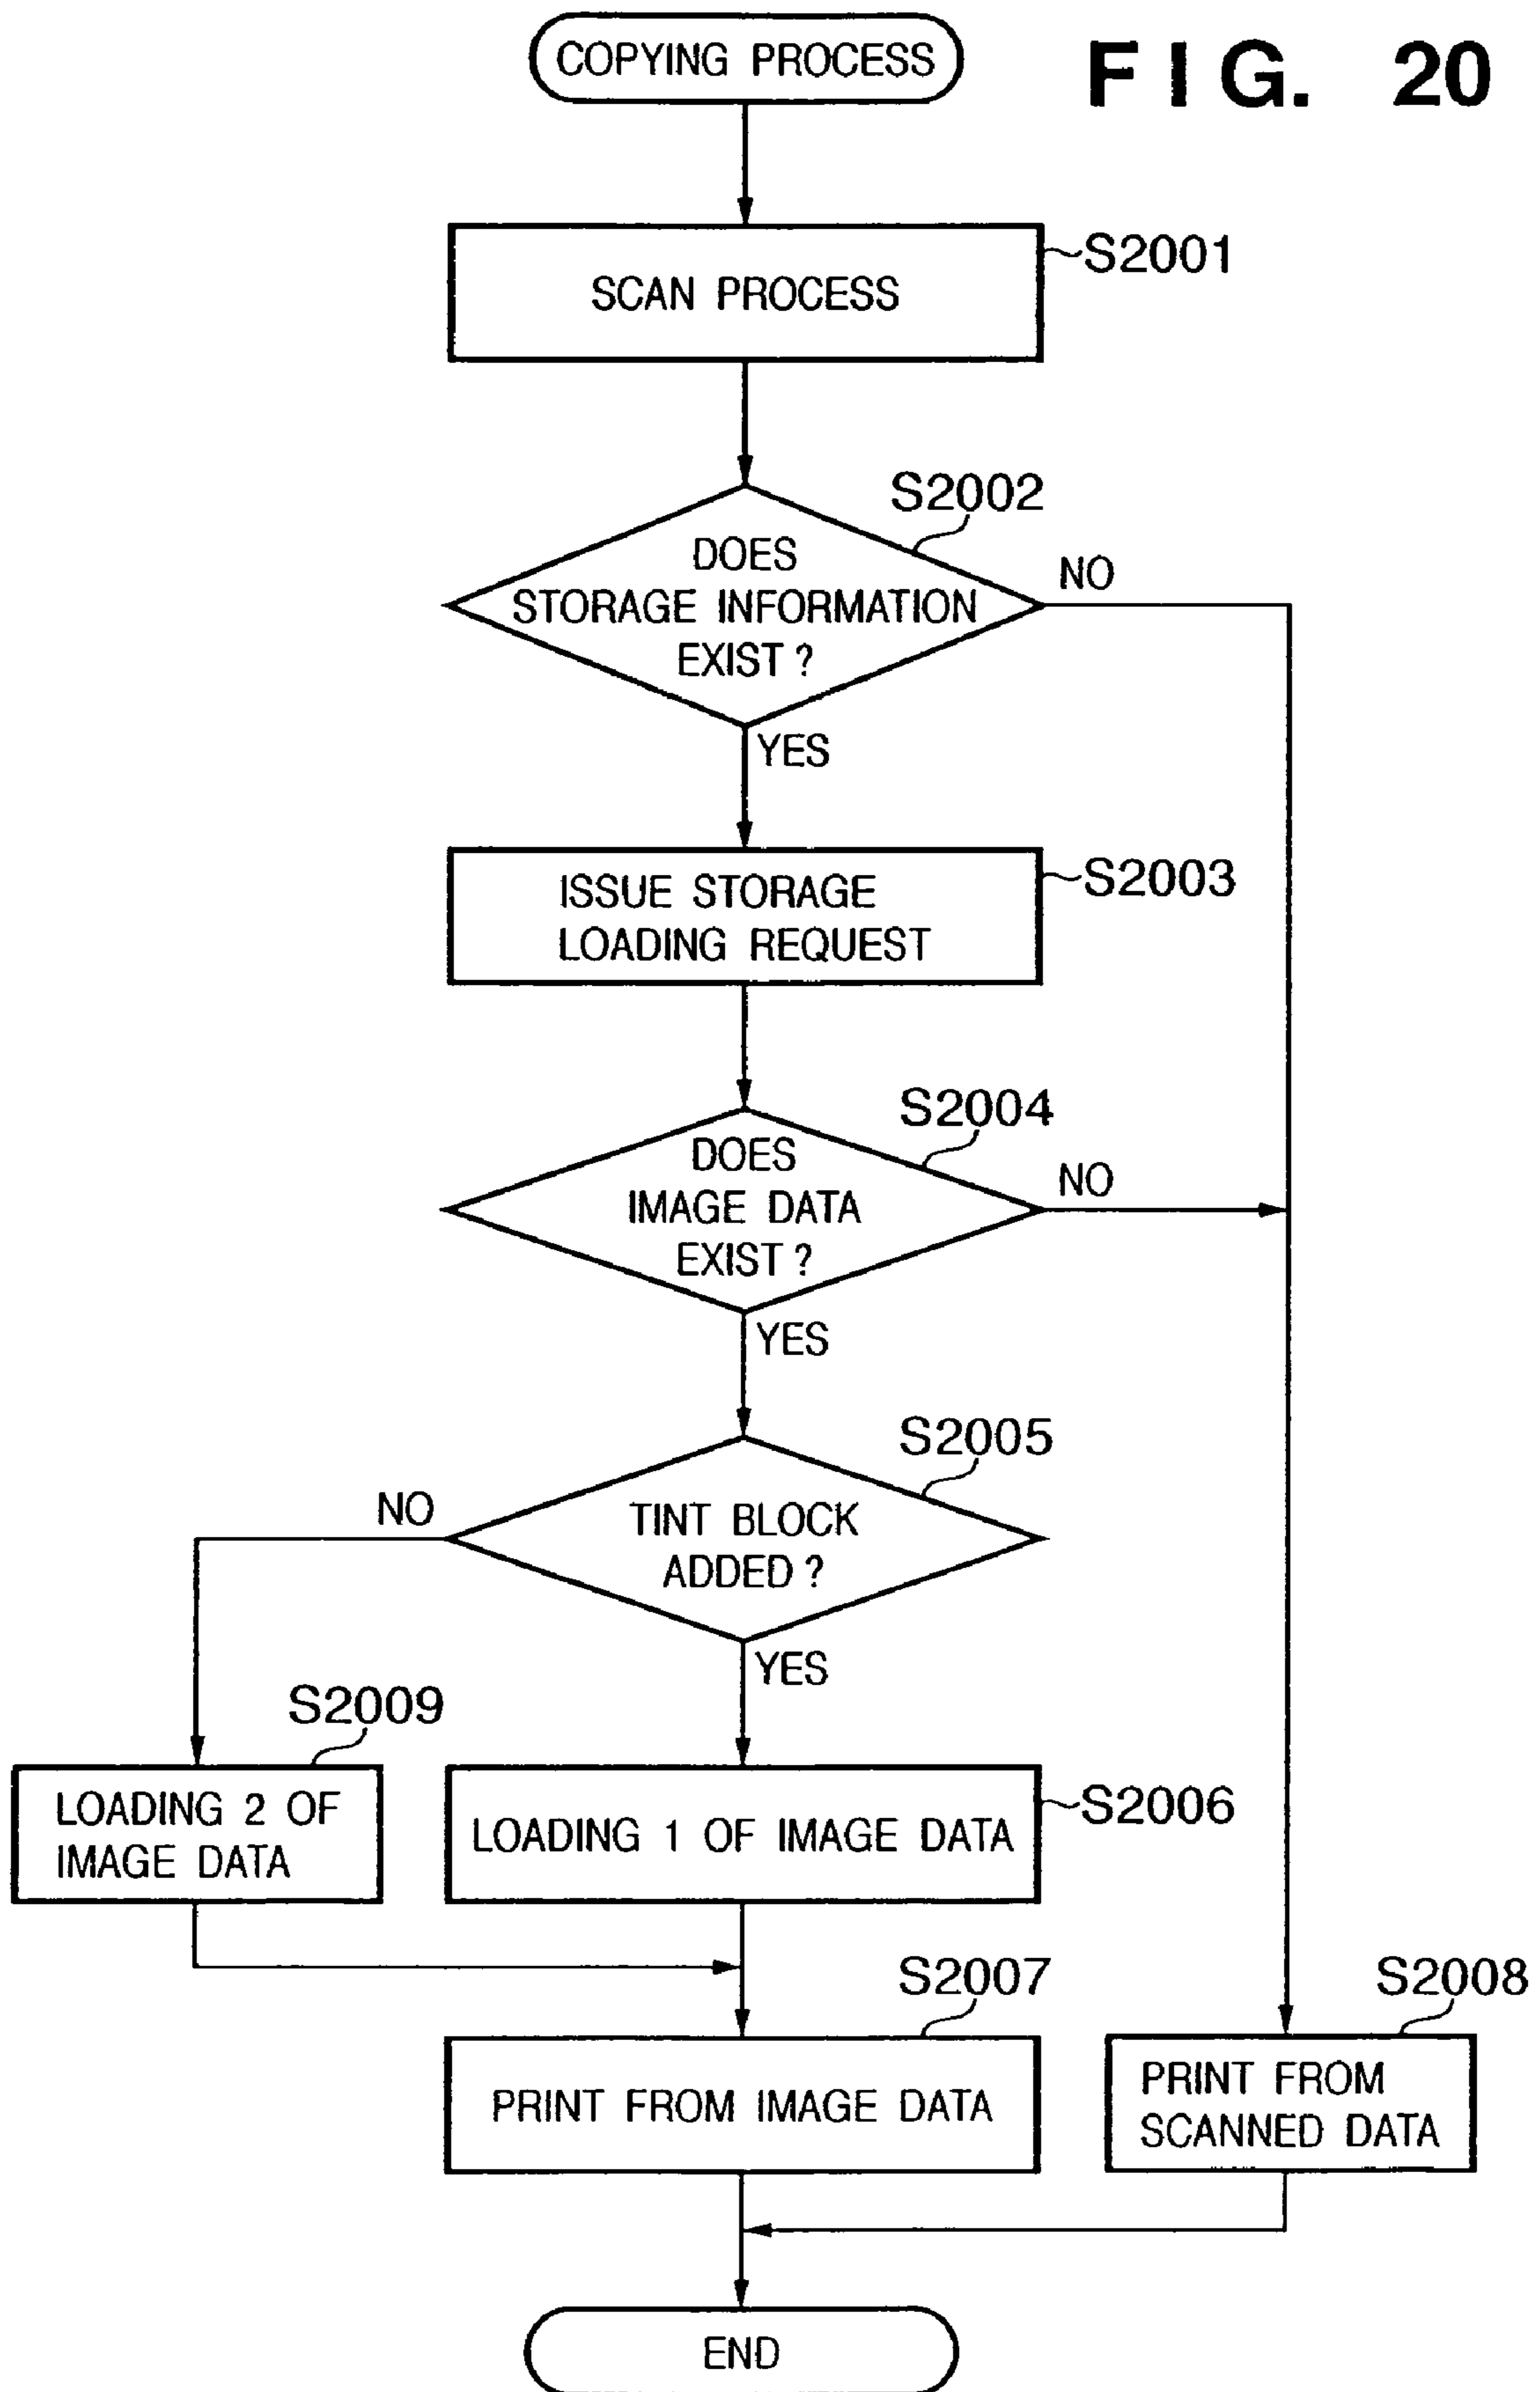 COPYING PROCESS
FIG. 20
SCAN PROCESS
S2001
S2002
DOES
STORAGE INFORMATION
EXIST ?
NO
YES
ISSUE STORAGE
LOADING REQUEST
S2003
S2004
DOES
IMAGE DATA
EXIST ?
NO
YES
S2005
TINT BLOCK
ADDED ?
NO
YES
S2009
LOADING 2 OF
IMAGE DATA
LOADING 1 OF IMAGE DATA
S2006
S2007
PRINT FROM IMAGE DATA
S2008
PRINT FROM
SCANNED DATA
END